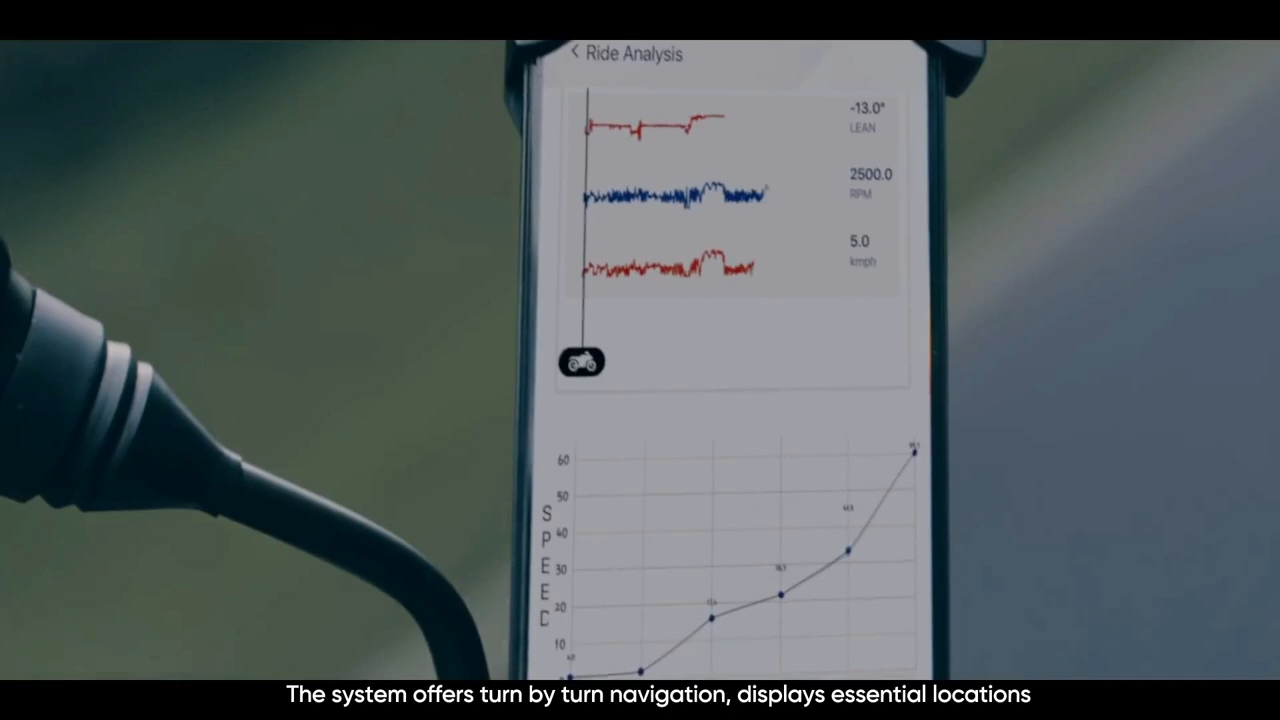 < Ride Analysis
-13.0°
LEAN
2500.0
RPM
5.0
kmph
60
50
40
30
20
10
SPEED
The system offers turn by turn navigation, displays essential locations